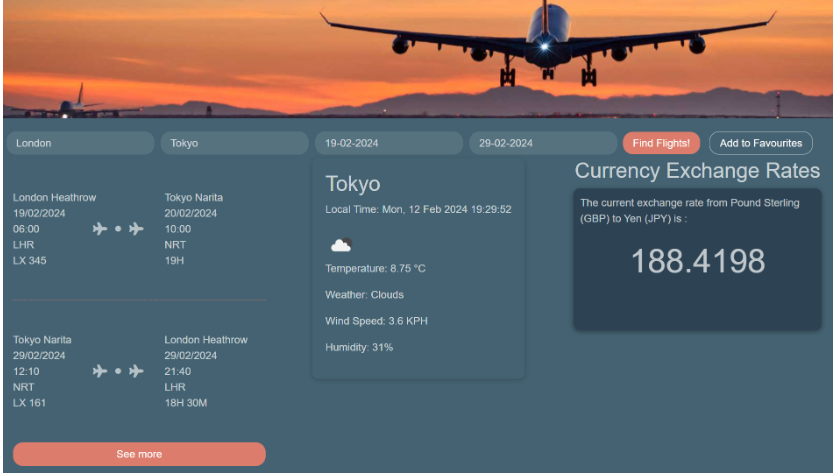 London
Tokyo
19-02-2024
29-02-2024
Find Flights!
Add to Favourites
London Heathrow
19/02/2024
06:00
LHR
LX 345
Tokyo Narita
20/02/2024
10:00
NRT
19H
Tokyo Narita
29/02/2024
12:10
NRT
LX 161
London Heathrow
29/02/2024
21:40
LHR
18H 30M
See more
Tokyo
Local Time: Mon, 12 Feb 2024 19:29:52
Temperature: 8.75 °C
Weather: Clouds
Wind Speed: 3.6 KPH
Humidity: 31%
Currency Exchange Rates
The current exchange rate from Pound Sterling
(GBP) to Yen (JPY) is :
188.4198